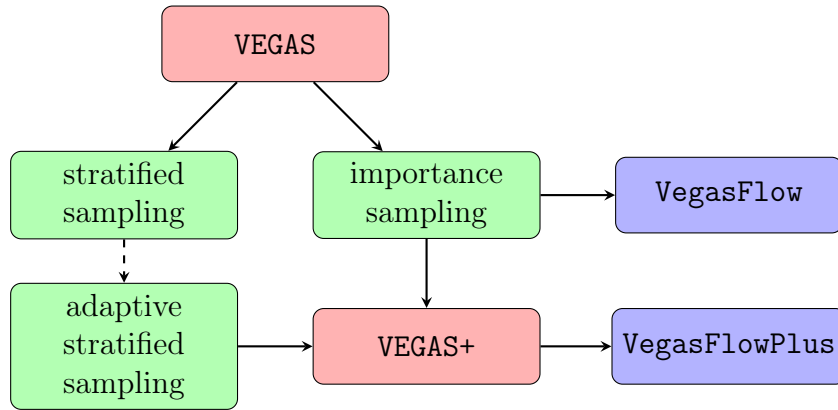 VEGAS
stratified
sampling
importance
sampling
VegasFlow
adaptive
stratified
sampling
VEGAS+
VegasFlowPlus